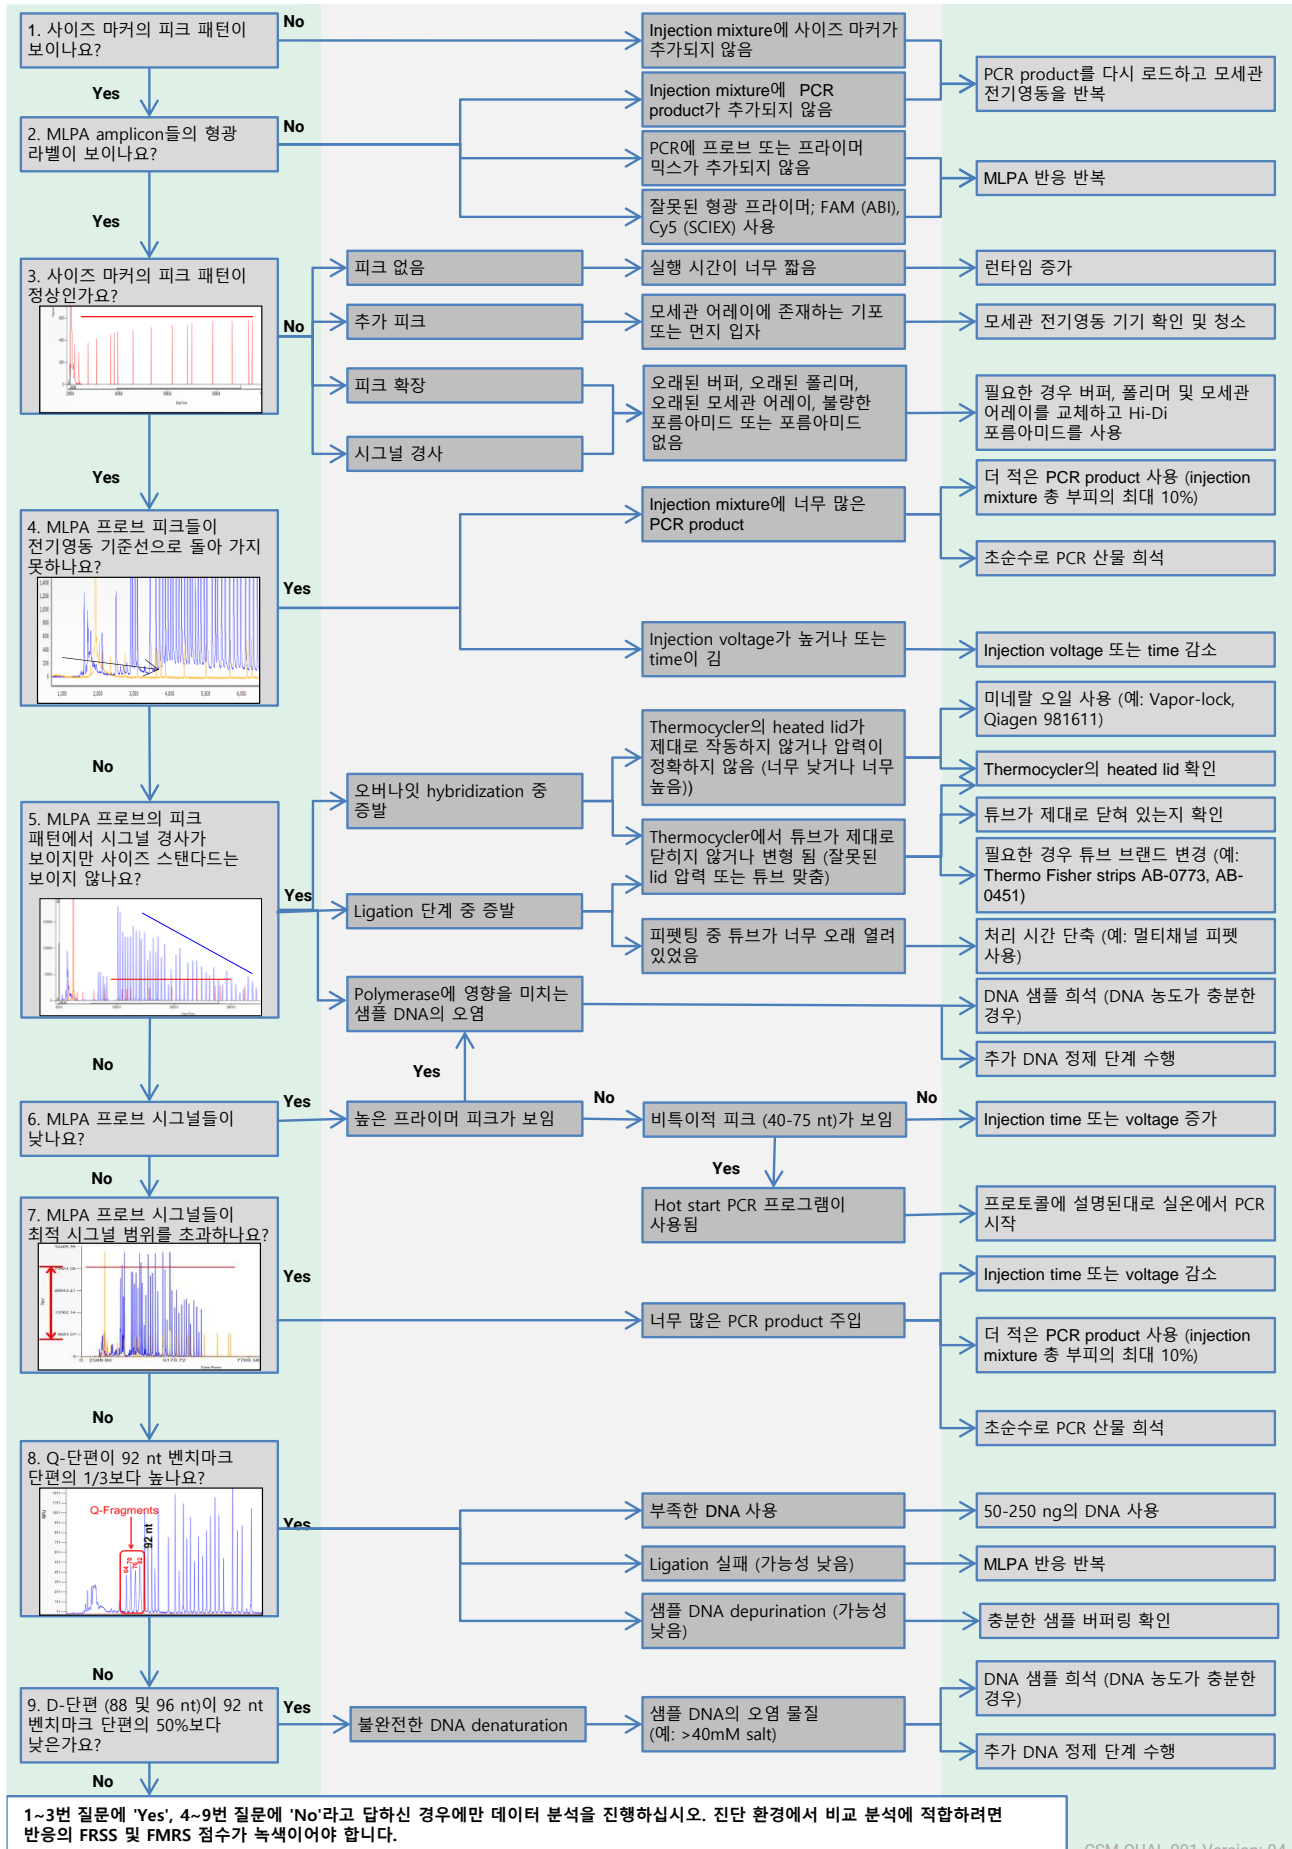 1. 사이즈 마커의 피크 패턴이
보이나요?
No
Injection mixture에 사이즈 마커가
추가되지 않음
PCR product를 다시 로드하고 모세관
전기영동을 반복
Yes
Injection mixture에 PCR
product가 추가되지 않음
2. MLPA amplicon들의 형광
라벨이 보이나요?
No
PCR에 프로브 또는 프라이머
믹스가 추가되지 않음
MLPA 반응 반복
잘못된 형광 프라이머; FAM (ABI),
Cy5 (SCIEX) 사용
Yes
3. 사이즈 마커의 피크 패턴이
정상인가요?
No
피크 없음
실행 시간이 너무 짧음
런타임 증가
추가 피크
모세관 어레이에 존재하는 기포
또는 먼지 입자
모세관 전기영동 기기 확인 및 청소
피크 확장
시그널 경사
오래된 버퍼, 오래된 폴리머,
오래된 모세관 어레이, 불량한
포름아미드 또는 포름아미드
없음
필요한 경우 버퍼, 폴리머 및 모세관
어레이를 교체하고 Hi-Di
포름아미드를 사용
Yes
4. MLPA 프로브 피크들이
전기영동 기준선으로 돌아 가지
못하나요?
1,400
1,200
1,000
800
600
400
200
0
1,000
2,000
3,000
4,000
5,000
6,000
Yes
Injection mixture에 너무 많은
PCR product
더 적은 PCR product 사용 (injection
mixture 총 부피의 최대 10%)
초순수로 PCR 산물 희석
Injection voltage가 높거나 또는
time이 김
Injection voltage 또는 time 감소
No
5. MLPA 프로브의 피크
패턴에서 시그널 경사가
보이지만 사이즈 스탠다드는
보이지 않나요?
Yes
오버나잇 hybridization 중
증발
Thermocycler의 heated lid가
제대로 작동하지 않거나 압력이
정확하지 않음 (너무 낮거나 너무
높음))
미네랄 오일 사용 (예: Vapor-lock,
Qiagen 981611)
Thermocycler의 heated lid 확인
Thermocycler에서 튜브가 제대로
닫히지 않거나 변형 됨 (잘못된
lid 압력 또는 튜브 맞춤)
튜브가 제대로 닫혀 있는지 확인
필요한 경우 튜브 브랜드 변경 (예:
Thermo Fisher strips AB-0773, AB-
0451)
Ligation 단계 중 증발
피펫팅 중 튜브가 너무 오래 열려
있었음
처리 시간 단축 (예: 멀티채널 피펫
사용)
Polymerase에 영향을 미치는
샘플 DNA의 오염
DNA 샘플 희석 (DNA 농도가 충분한
경우)
추가 DNA 정제 단계 수행
No
Yes
6. MLPA 프로브 시그널들이
낮나요?
Yes
높은 프라이머 피크가 보임
No
비특이적 피크 (40-75 nt)가 보임
No
Injection time 또는 voltage 증가
Yes
Hot start PCR 프로그램이
사용됨
프로토콜에 설명된대로 실온에서 PCR
시작
No
7. MLPA 프로브 시그널들이
최적 시그널 범위를 초과하나요?
Yes
너무 많은 PCR product 주입
Injection time 또는 voltage 감소
더 적은 PCR product 사용 (injection
mixture 총 부피의 최대 10%)
초순수로 PCR 산물 희석
No
8. Q-단편이 92 nt 벤치마크
단편의 1/3보다 높나요?
Q-Fragments
92 nt
64
70
76
82
Yes
부족한 DNA 사용
50-250 ng의 DNA 사용
Ligation 실패 (가능성 낮음)
MLPA 반응 반복
샘플 DNA depurination (가능성
낮음)
충분한 샘플 버퍼링 확인
No
9. D-단편 (88 및 96 nt)이 92 nt
벤치마크 단편의 50%보다
낮은가요?
Yes
불완전한 DNA denaturation
샘플 DNA의 오염 물질
(예: >40mM salt)
DNA 샘플 희석 (DNA 농도가 충분한
경우)
추가 DNA 정제 단계 수행
No
1~3번 질문에 'Yes', 4~9번 질문에 'No'라고 답하신 경우에만 데이터 분석을 진행하십시오. 진단 환경에서 비교 분석에 적합하려면
반응의 FRSS 및 FMRS 점수가 녹색이어야 합니다.